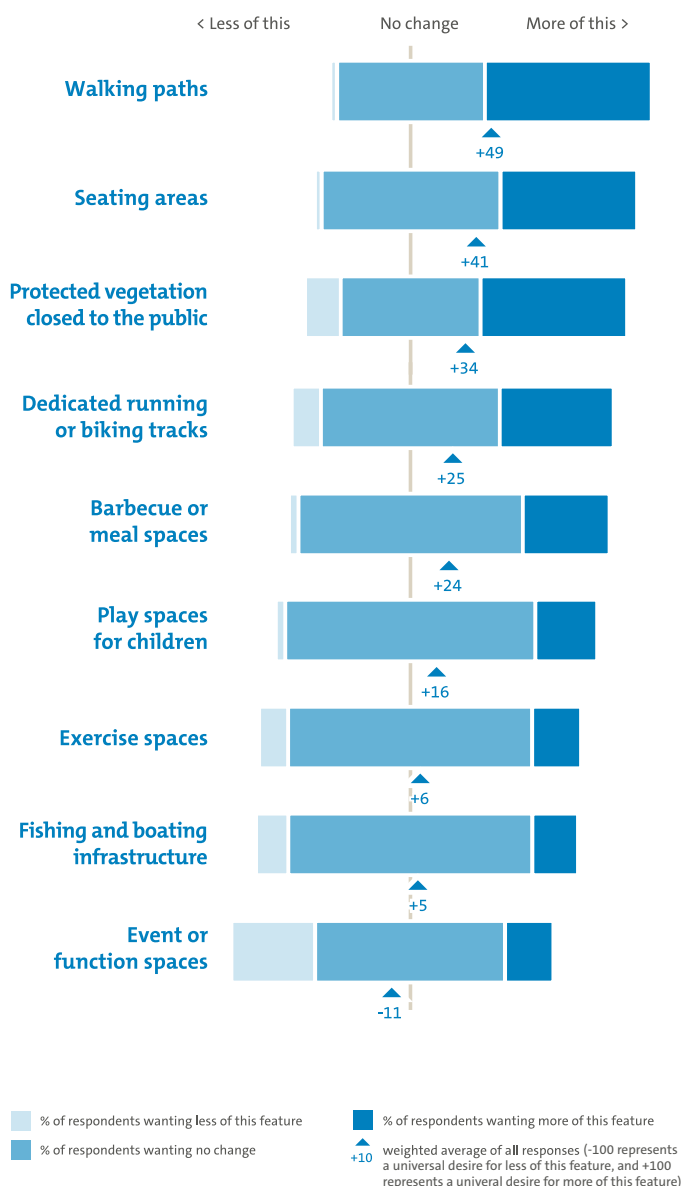 < Less of this
No change
More of this >
Walking paths
+49
Seating areas
+41
Protected vegetation
closed to the public
+34
Dedicated running
or biking tracks
+25
Barbecue or
meal spaces
+24
Play spaces
for children
+16
Exercise spaces
+6
Fishing and boating
infrastructure
+5
Event or
function spaces
-11
% of respondents wanting less of this feature
% of respondents wanting no change
% of respondents wanting more of this feature
+10
weighted average of all responses (-100 represents
a universal desire for less of this feature, and +100
represents a univeral desire for more of this feature)